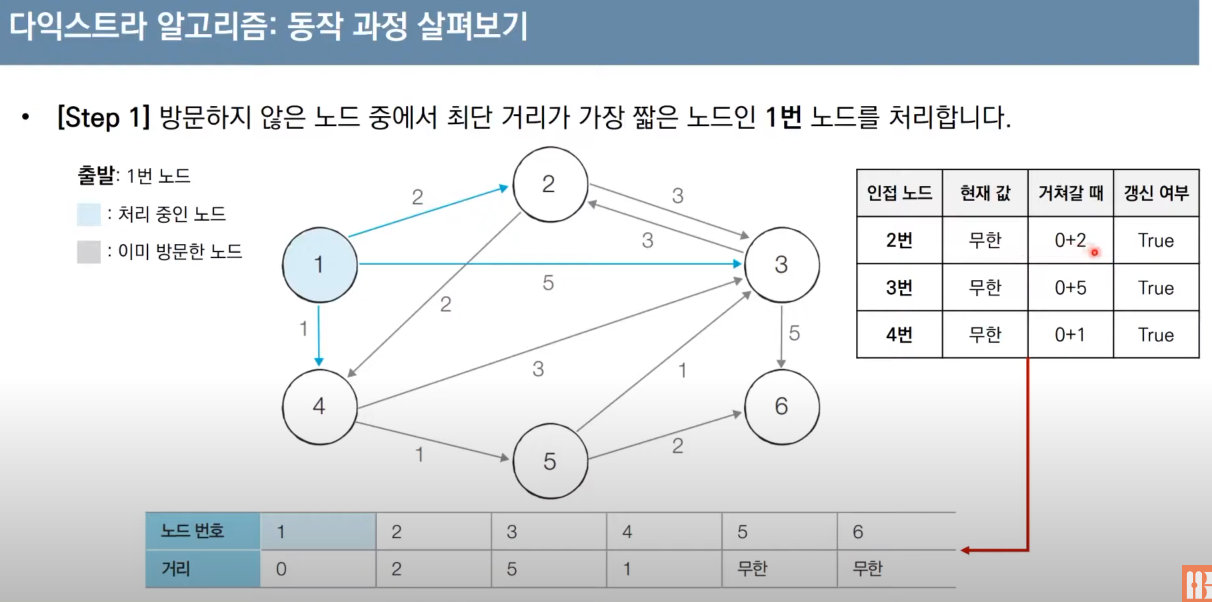 다익스트라 알고리즘: 동작 과정 살펴보기
• [Step 1] 방문하지 않은 노드 중에서 최단 거리가 가장 짧은 노드인 1번 노드를 처리합니다.
출발: 1번 노드
: 처리 중인 노드
: 이미 방문한 노드
2
2
3
3
1
5
3
2
1
5
3
1
4
6
1
2
5
인접 노드 현재 값 거쳐갈 때 갱신 여부
2번 무한 0+2 True
3번 무한 0+5 True
4번 무한 0+1 True
노드 번호 1 2 3 4 5 6
거리 0 2 5 1 무한 무한